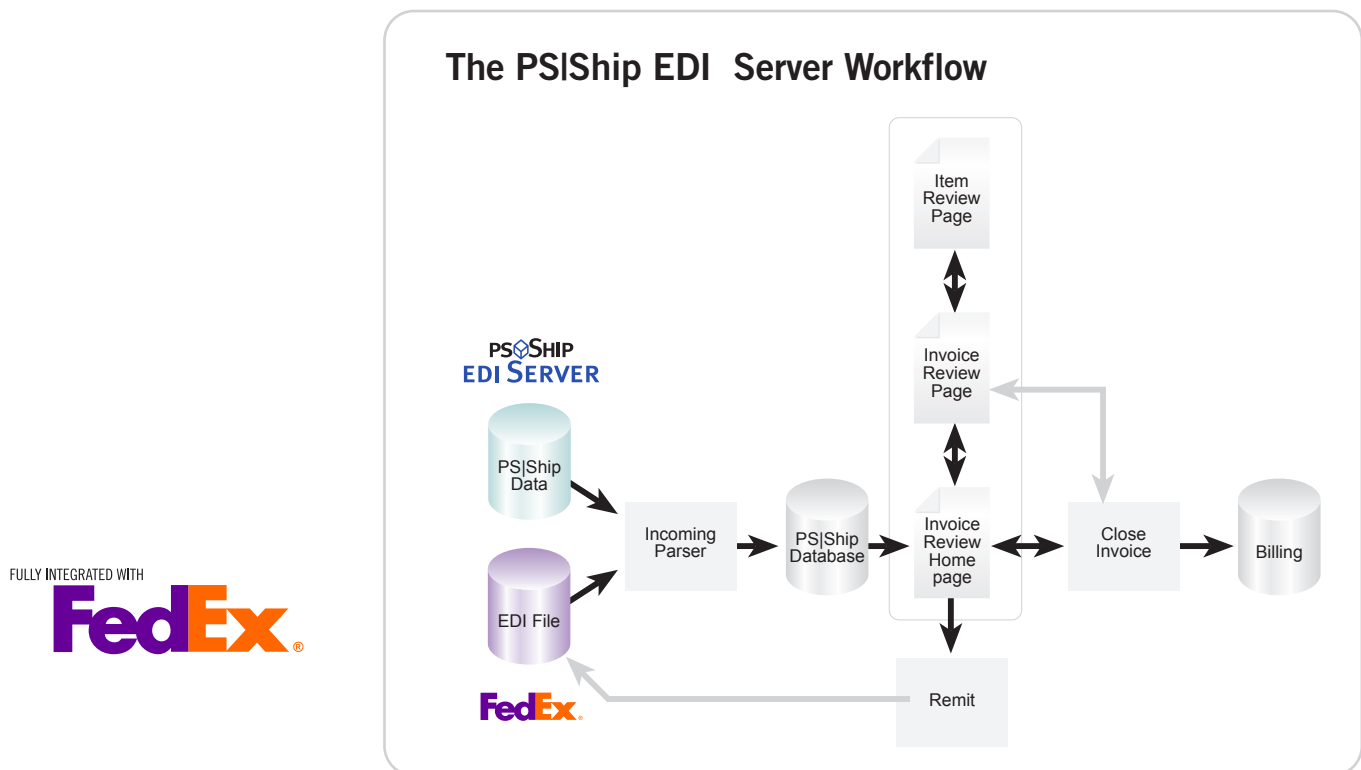 The PS|Ship EDI Server Workflow
Item
Review
Page
PS SHIP
EDI SERVER
Invoice
Review
Page
PS|Ship
Data
Incoming
Parser
PS|Ship
Database
Invoice
Review
Home
page
Close
Invoice
Billing
FULLY INTEGRATED WITH
FedEx®
EDI File
FedEx®
Remit